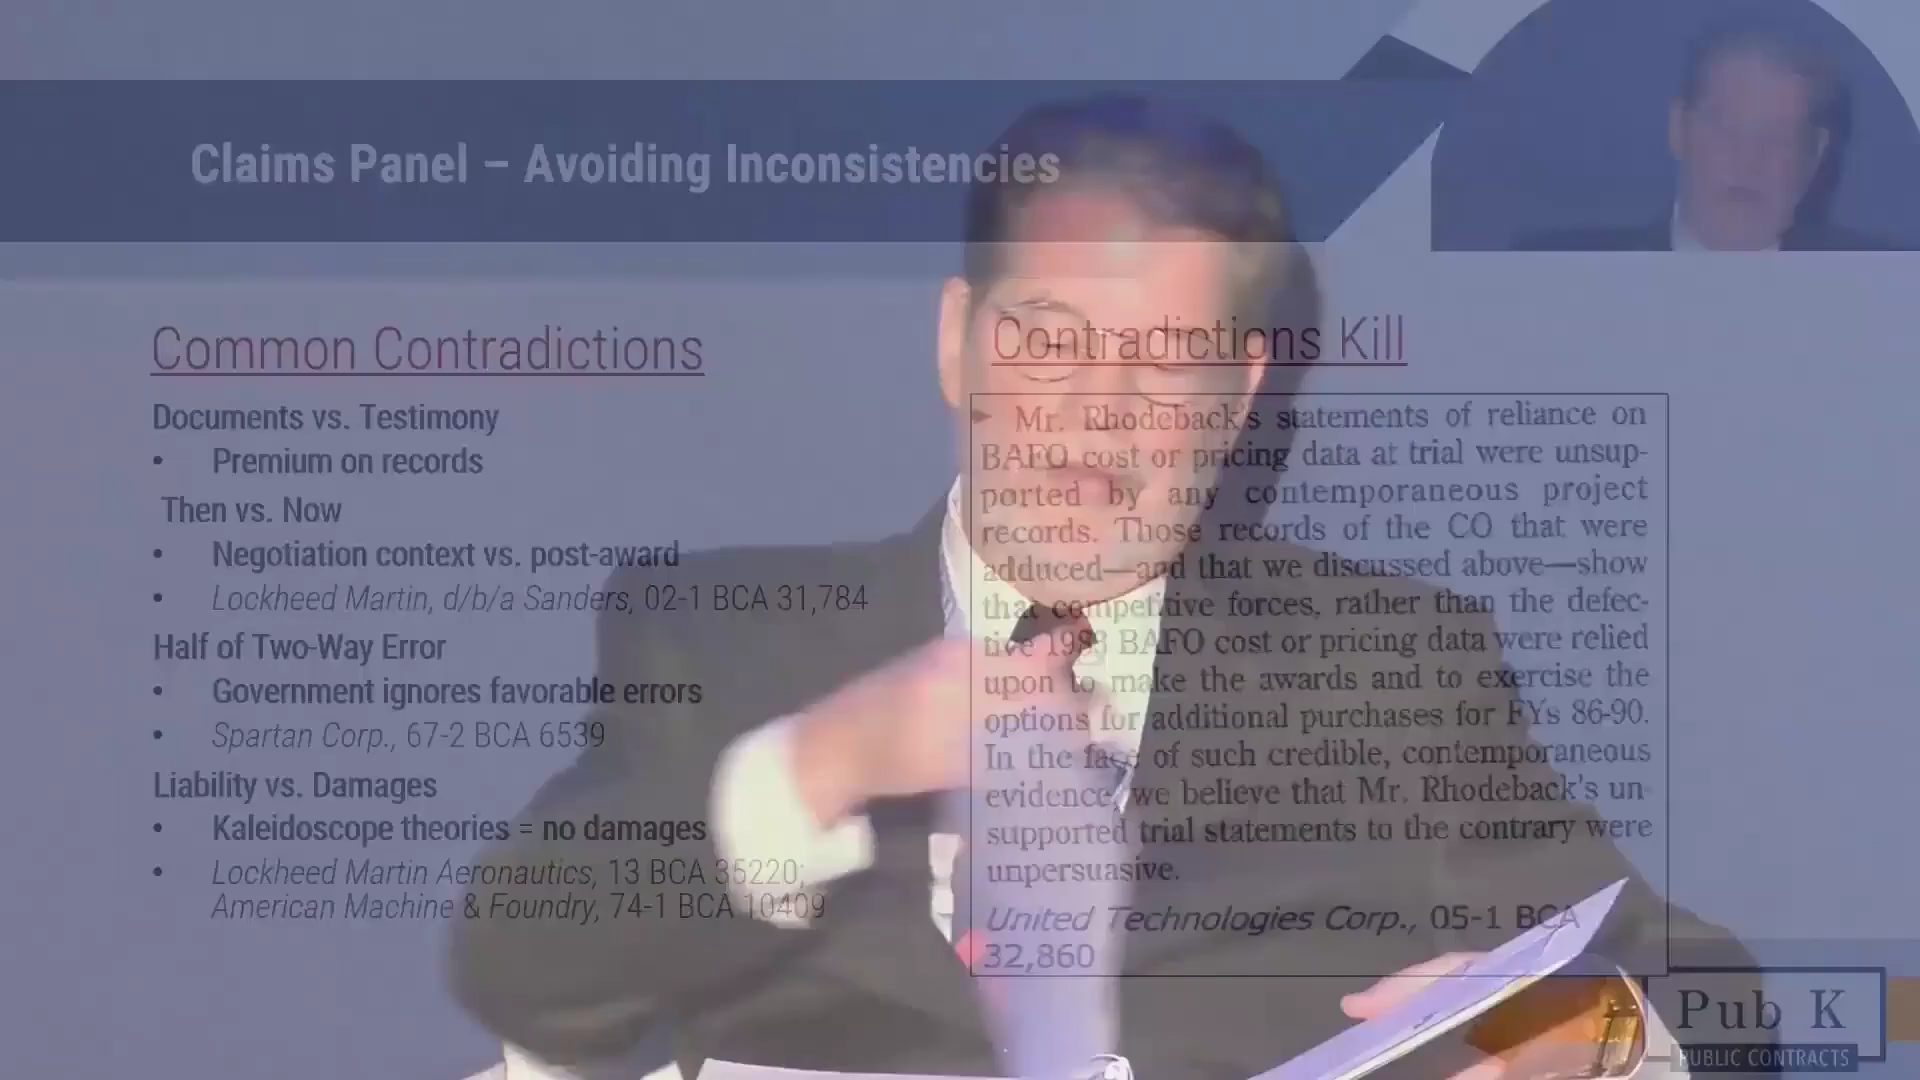 Claims Panel – Avoiding Inconsistencies
Common Contradictions
Documents vs. Testimony
• Premium on records
Then vs. Now
• Negotiation context vs. post-award
• Lockheed Martin, d/b/a Sanders, 02-1 BCA 31,784
Half of Two-Way Error
• Government ignores favorable errors
• Spartan Corp., 67-2 BCA 6539
Liability vs. Damages
• Kaleidoscope theories = no damages
• Lockheed Martin Aeronautics, 13 BCA 35220;
American Machine & Foundry, 74-1 BCA 10409
Contradictions Kill
Mr. Rhodeback's statements of reliance on
BAFO cost or pricing data at trial were unsup-
ported by any contemporaneous project
records. Those records of the CO that were
adduced—and that we discussed above—show
that competitive forces, rather than the defec-
tive 1983 BAFO cost or pricing data were relied
upon to make the awards and to exercise the
options for additional purchases for FYs 86-90.
In the face of such credible, contemporaneous
evidence, we believe that Mr. Rhodeback's un-
supported trial statements to the contrary were
unpersuasive.
United Technologies Corp., 05-1 BCA
32,860
Pub K
PUBLIC CONTRACTS